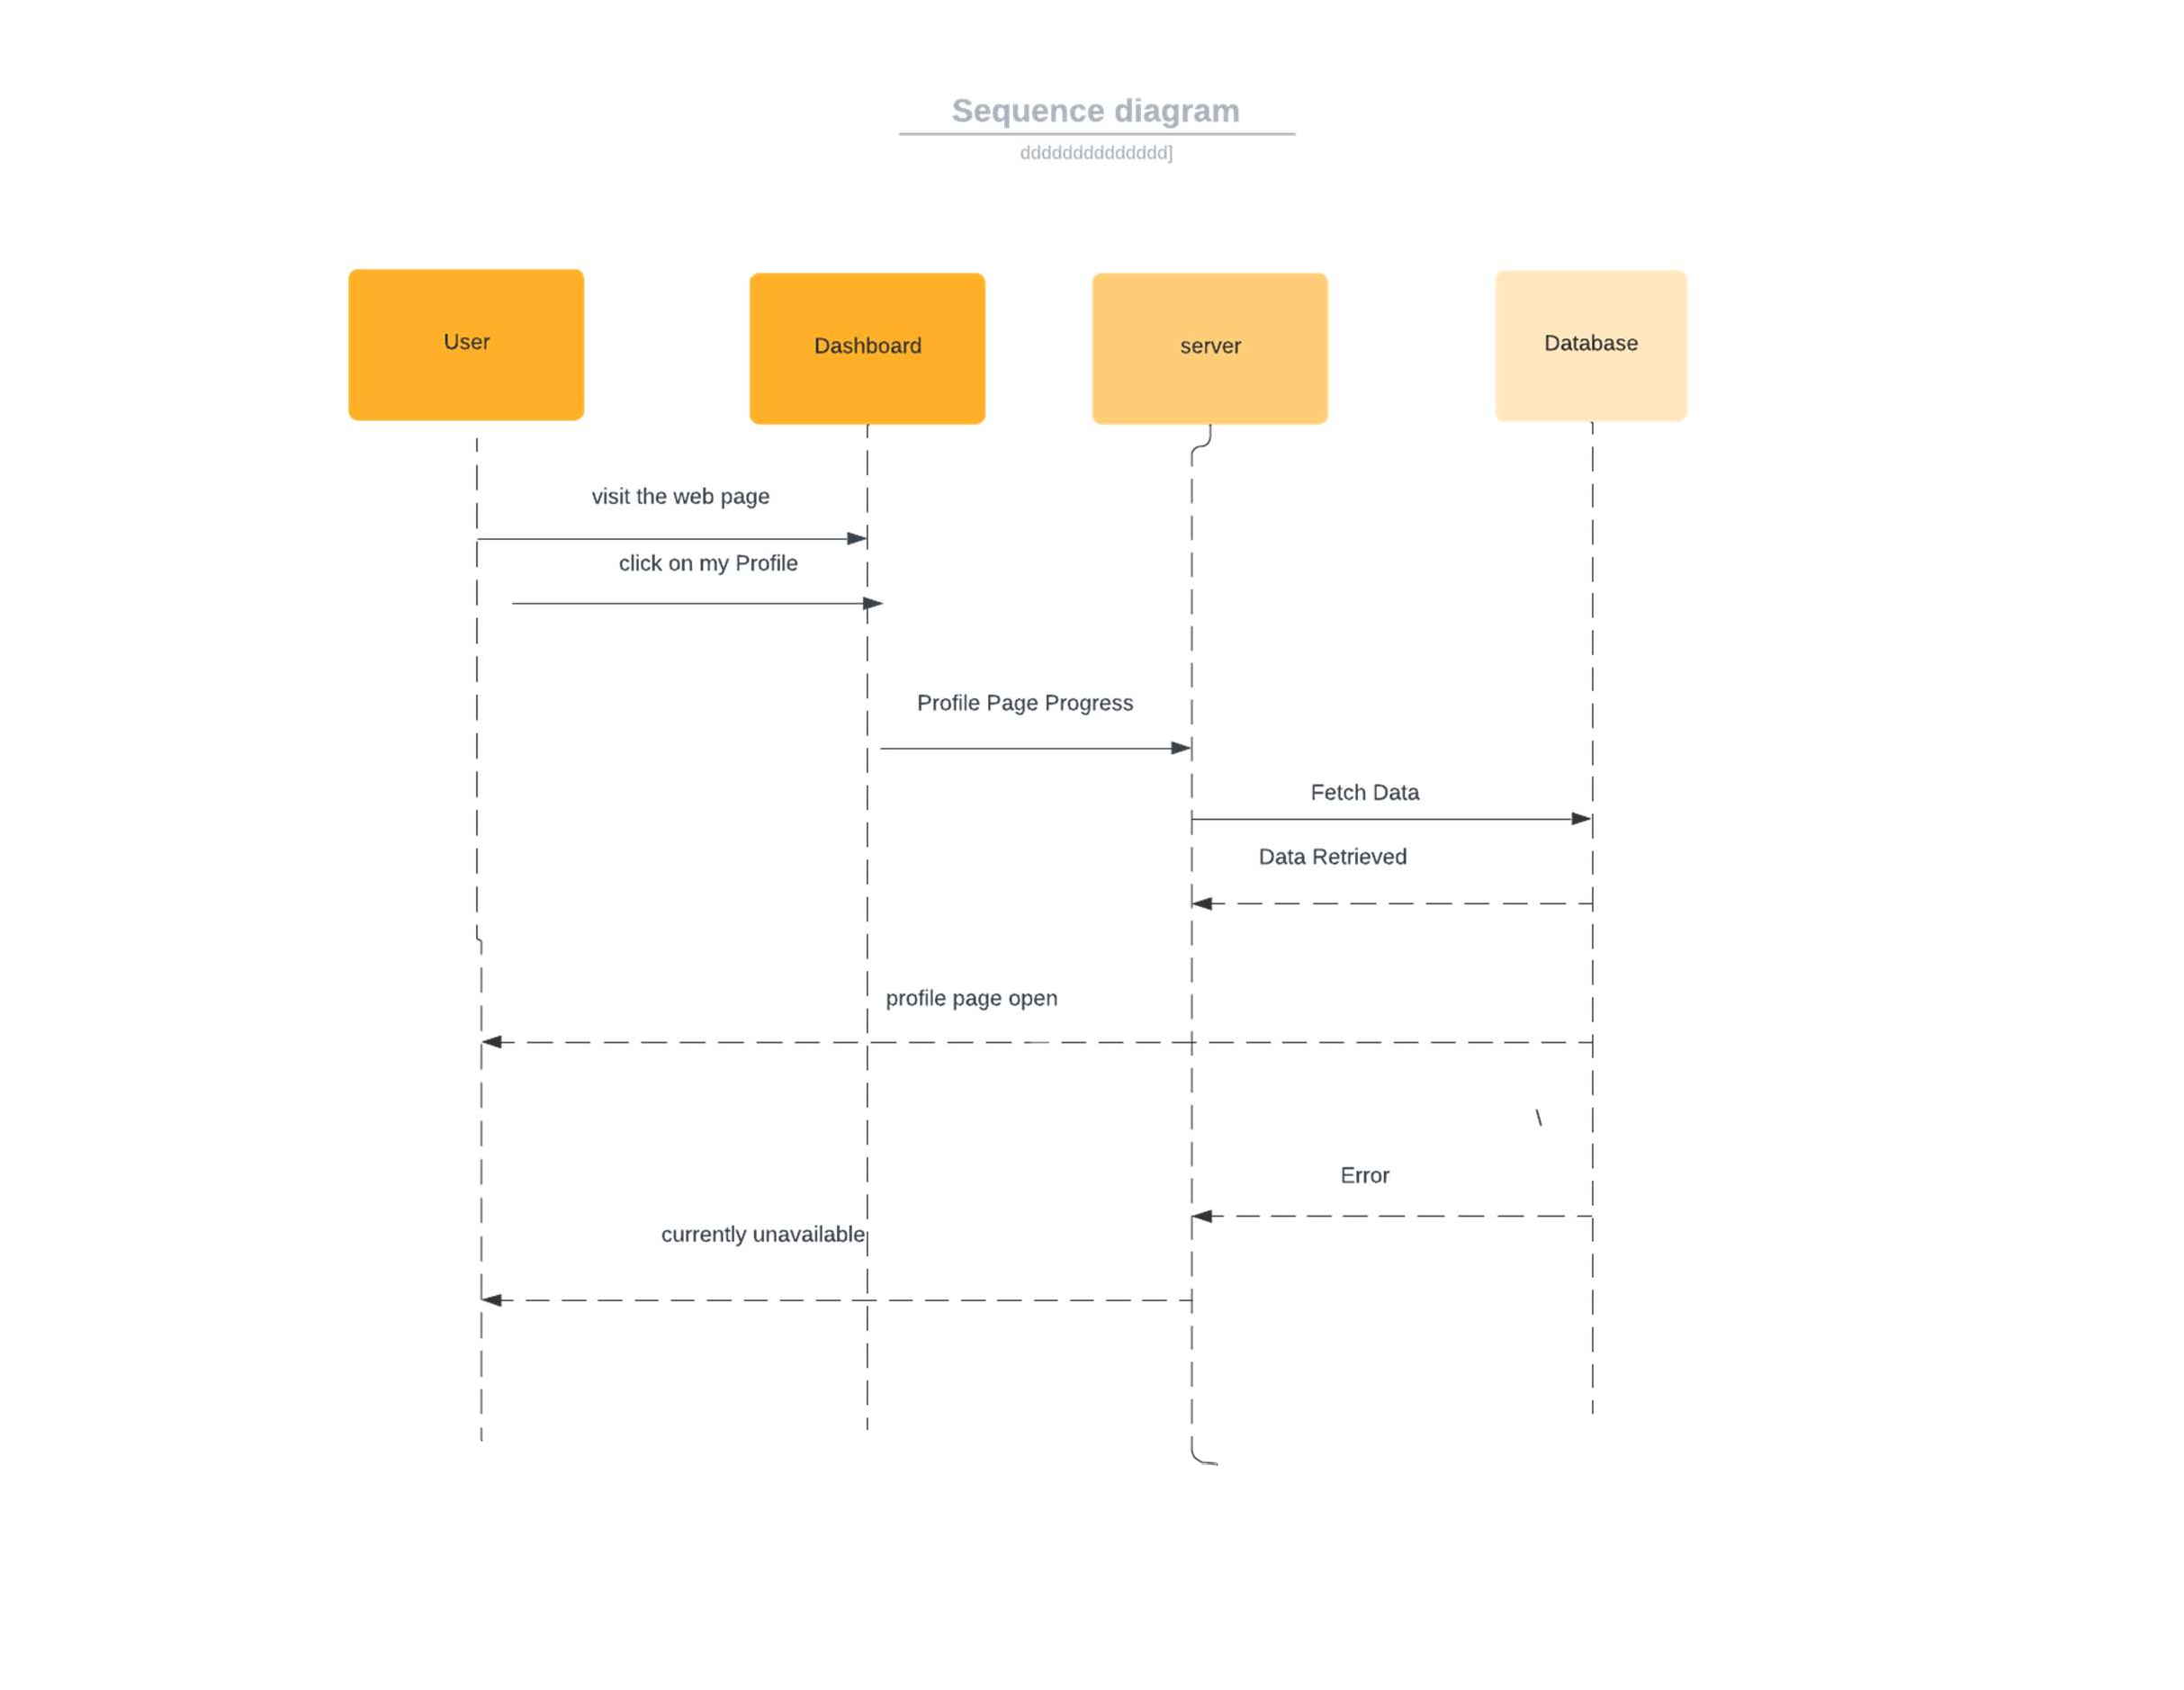 Sequence diagram
dddddddddddddd]
User
Dashboard
server
Database
visit the web page
click on my Profile
Profile Page Progress
Fetch Data
Data Retrieved
profile page open
\
Error
currently unavailable